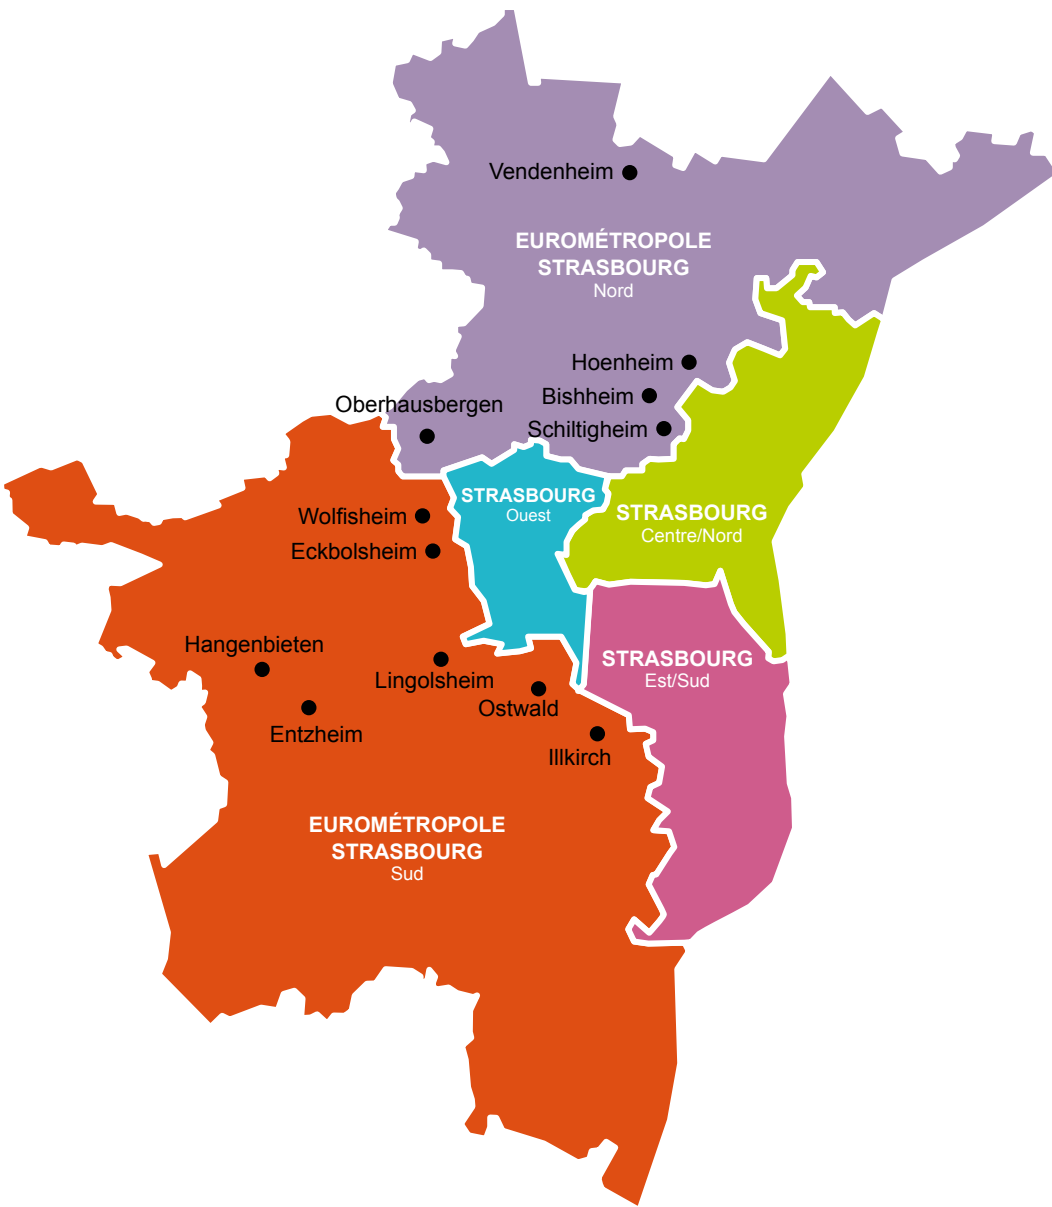 Vendenheim
EUROMÉTROPOLE
STRASBOURG
Nord
Hoenheim
Bishheim
Oberhausbergen
Schiltigheim
STRASBOURG
Ouest
Wolfisheim
STRASBOURG
Centre/Nord
Eckbolsheim
Hangenbieten
STRASBOURG
Est/Sud
Lingolsheim
Ostwald
Entzheim
Illkirch
EUROMÉTROPOLE
STRASBOURG
Sud